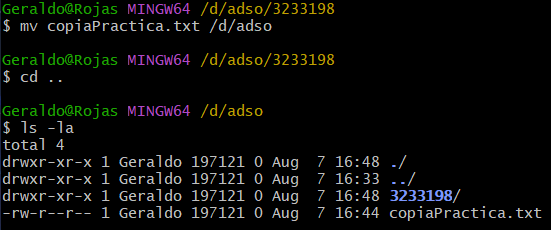 Geraldo@Rojas MINGW64 /d/adso/3233198
$ mv copiaPractica.txt /d/adso
Geraldo@Rojas MINGW64 /d/adso/3233198
$ cd ..
Geraldo@Rojas MINGW64 /d/adso
$ ls -la
total 4
drwxr-xr-x 1 Geraldo 197121 0 Aug  7 16:48 ./
drwxr-xr-x 1 Geraldo 197121 0 Aug  7 16:33 ../
drwxr-xr-x 1 Geraldo 197121 0 Aug  7 16:48 3233198/
-rw-r--r-- 1 Geraldo 197121 0 Aug  7 16:44 copiaPractica.txt